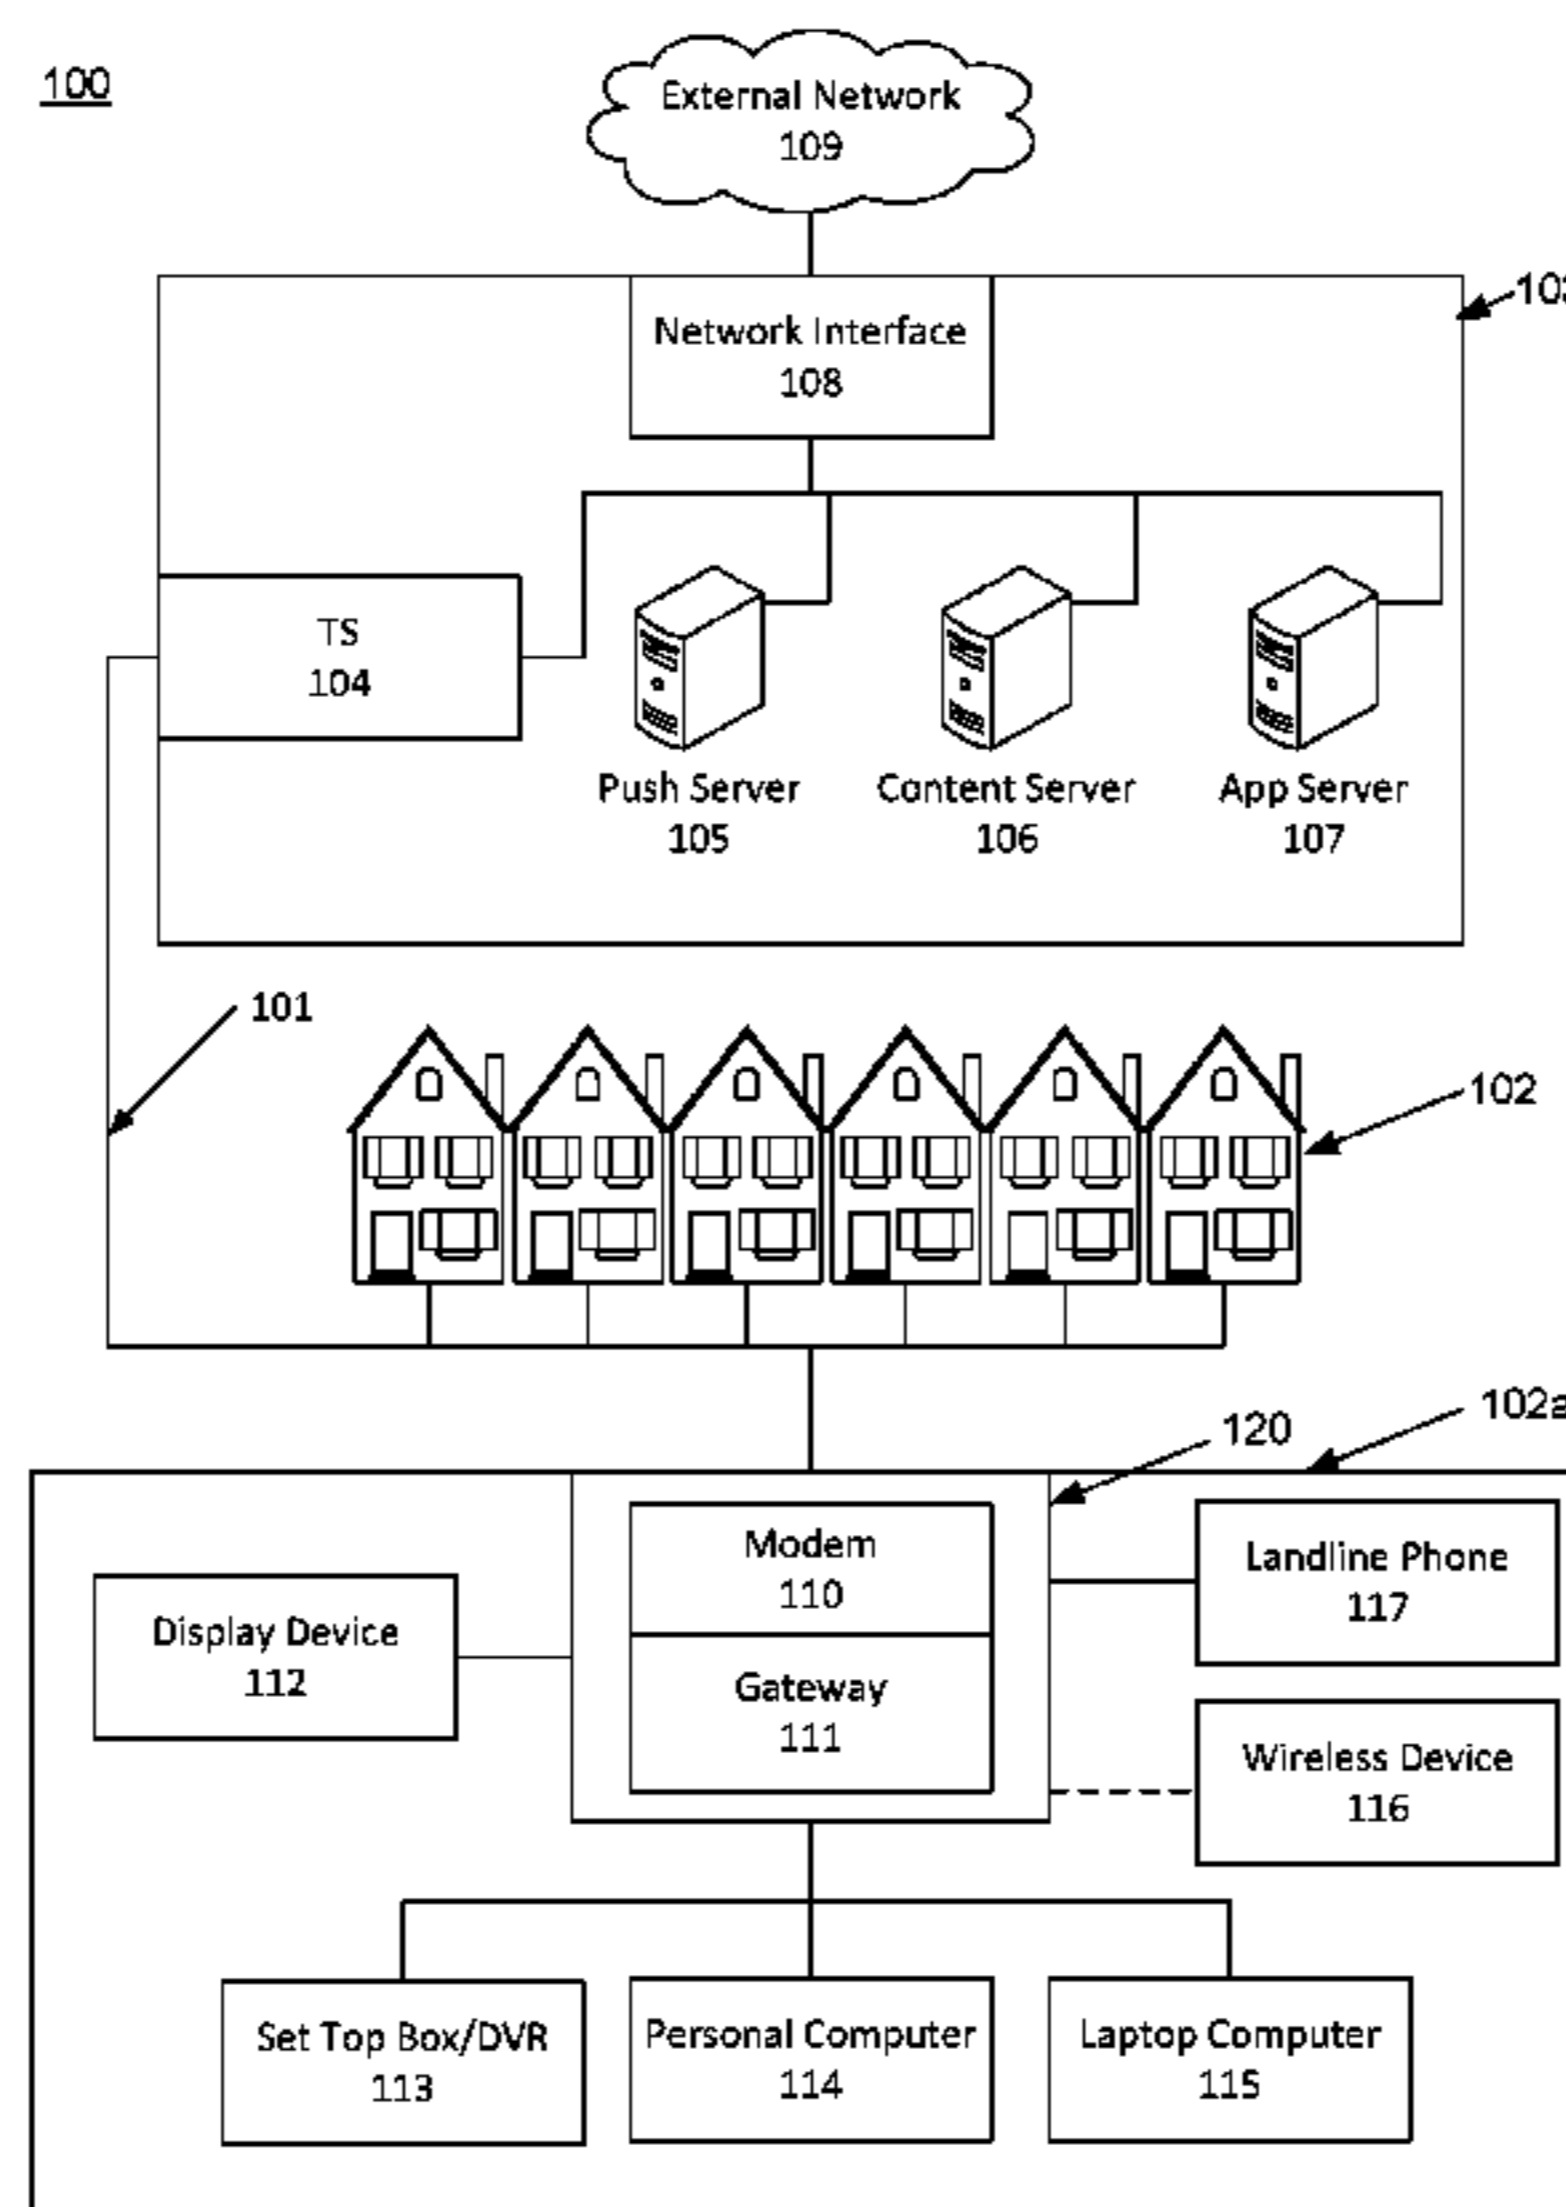 100
External Network
109
103
Network Interface
108
TS
104
Push Server
105
Content Server
106
App Server
107
101
102
102a
120
Modem
110
Gateway
111
Landline Phone
117
Display Device
112
Wireless Device
116
Set Top Box/DVR
113
Personal Computer
114
Laptop Computer
115